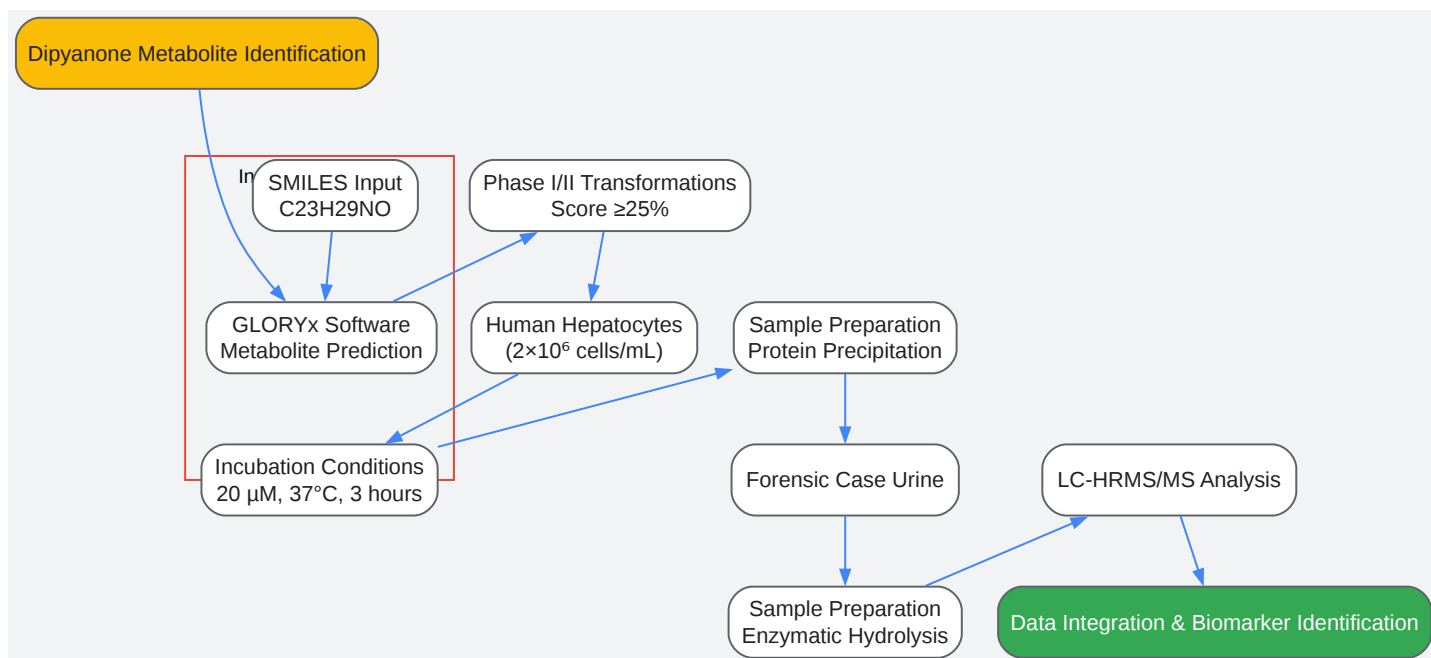 Dipyanone Metabolite Identification
SMILES Input
C23H29NO
Phase I/II Transformations
Score ≥25%
GLORYx Software
Metabolite Prediction
Human Hepatocytes
(2×10⁶ cells/mL)
Sample Preparation
Protein Precipitation
Incubation Conditions
20 µM, 37°C, 3 hours
Forensic Case Urine
LC-HRMS/MS Analysis
Sample Preparation
Enzymatic Hydrolysis
Data Integration & Biomarker Identification